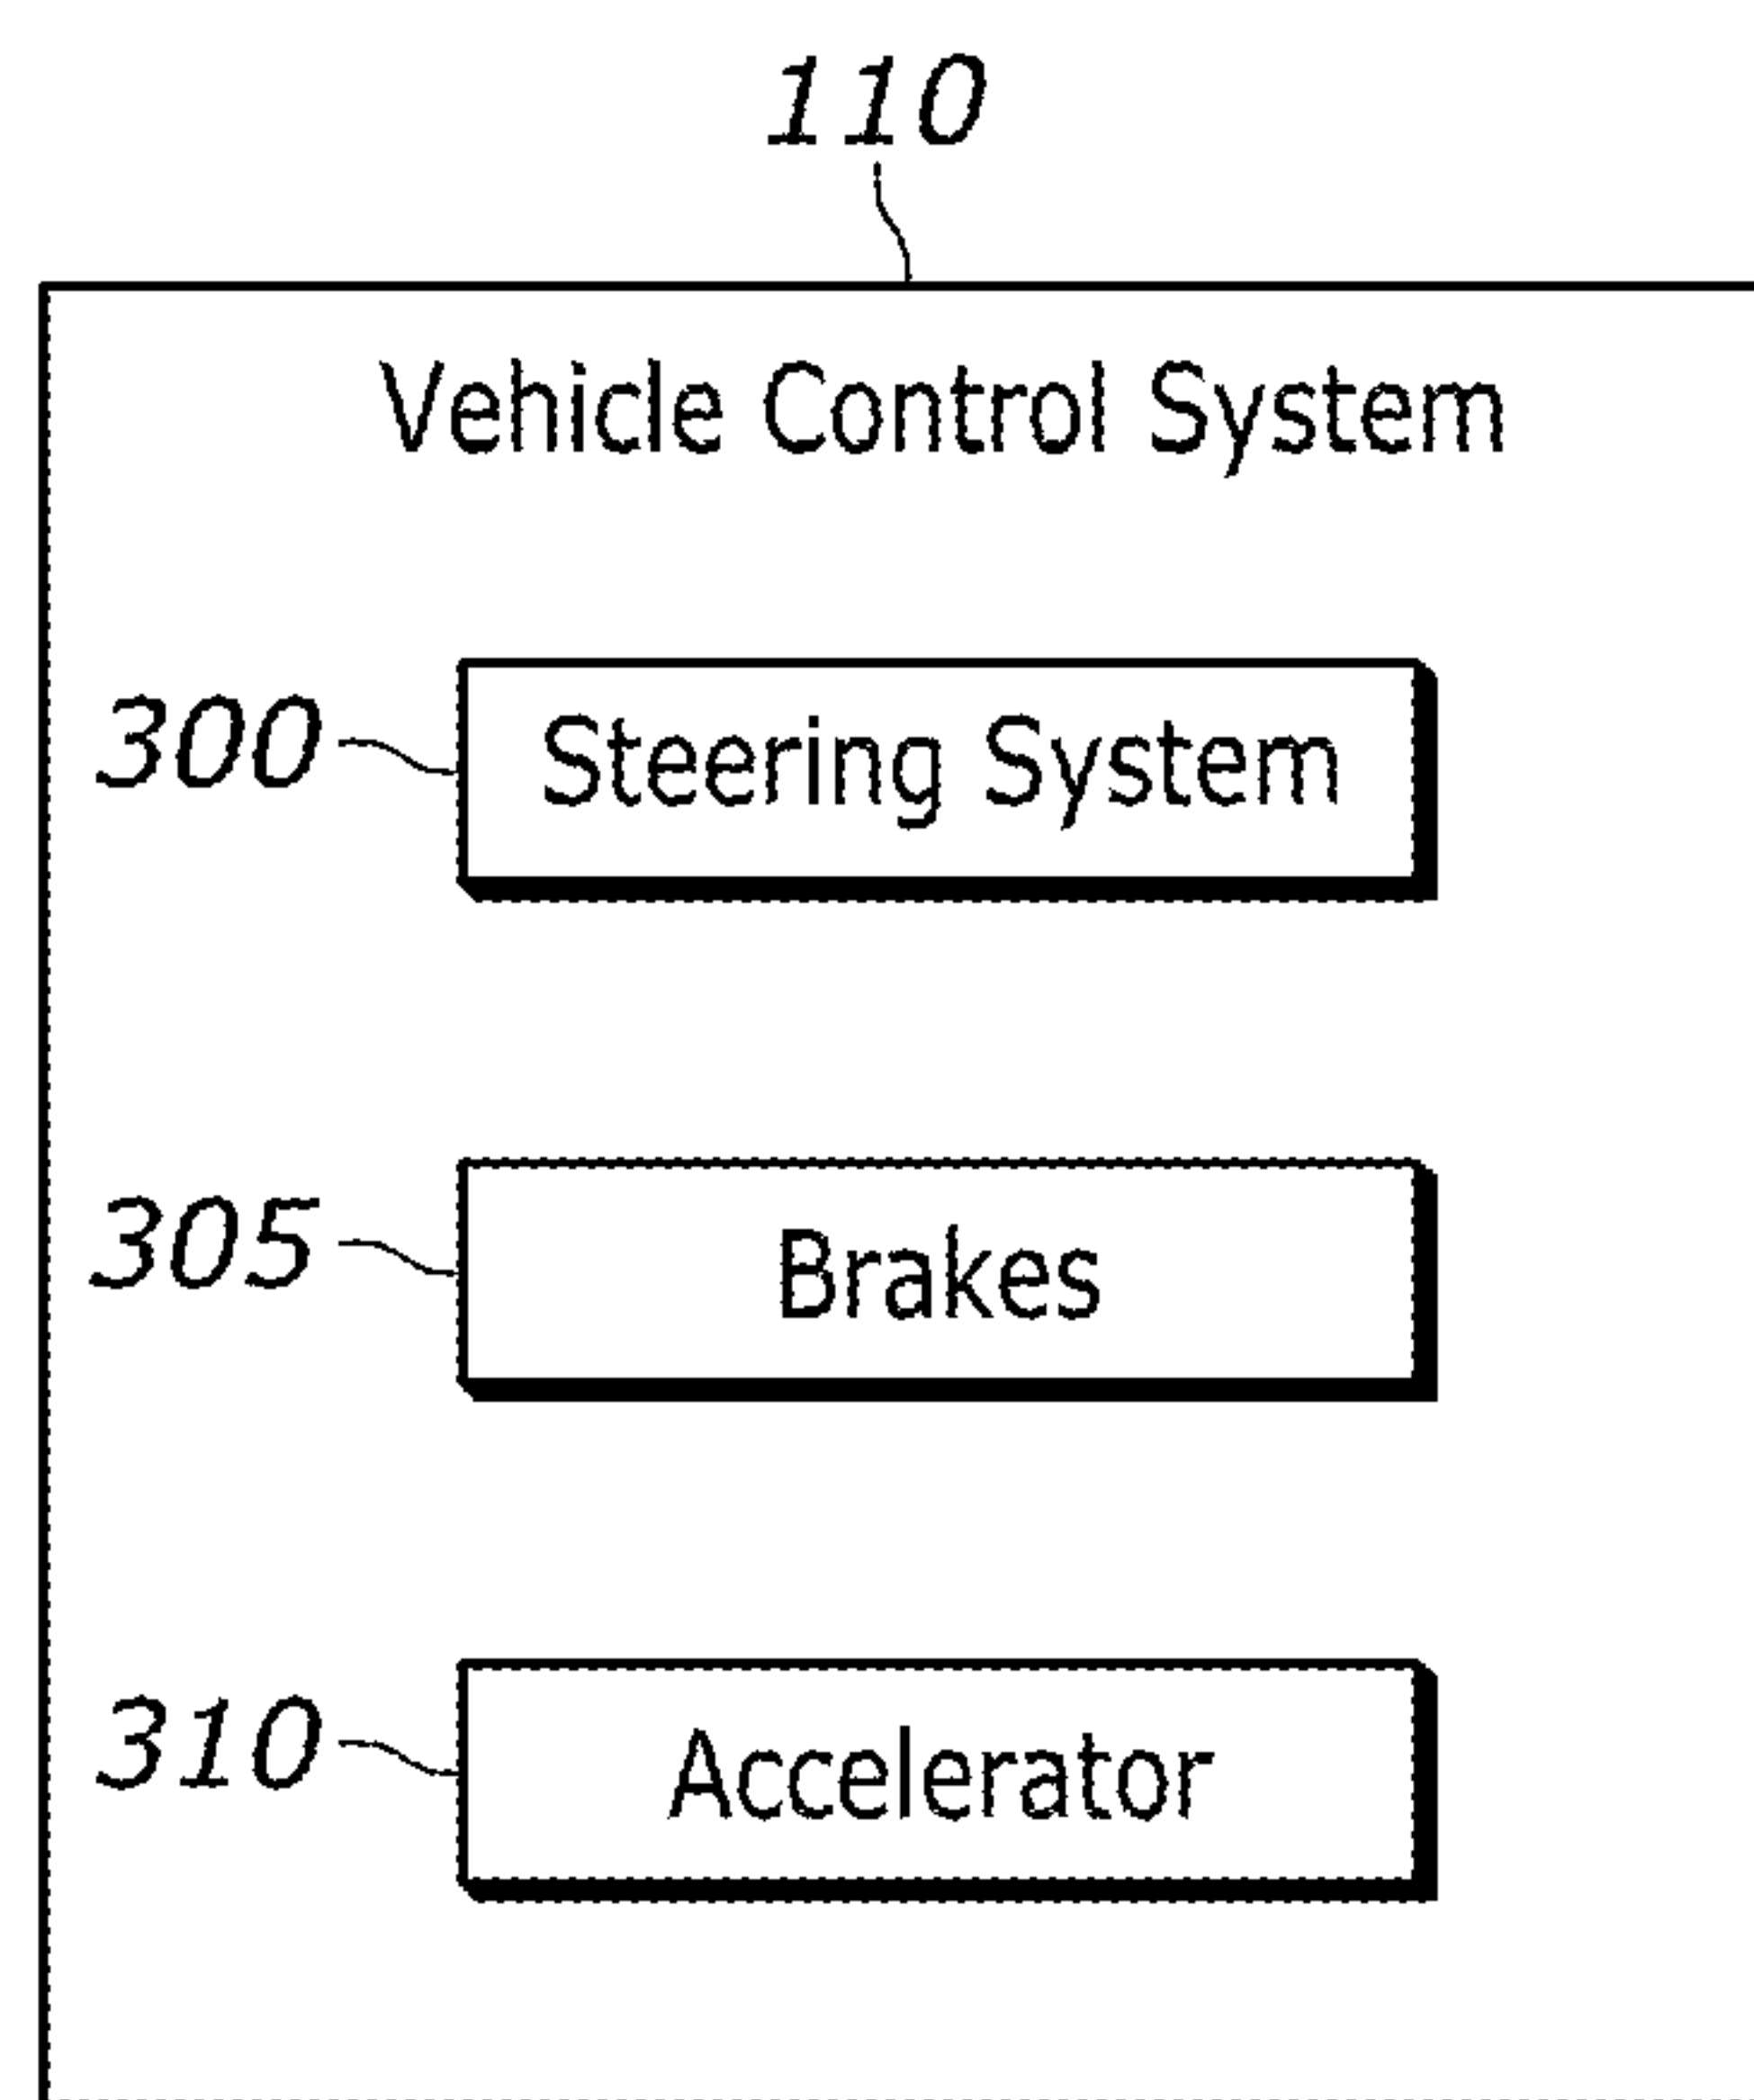 110
Vehicle Control System
300 Steering System
305 Brakes
310 Accelerator